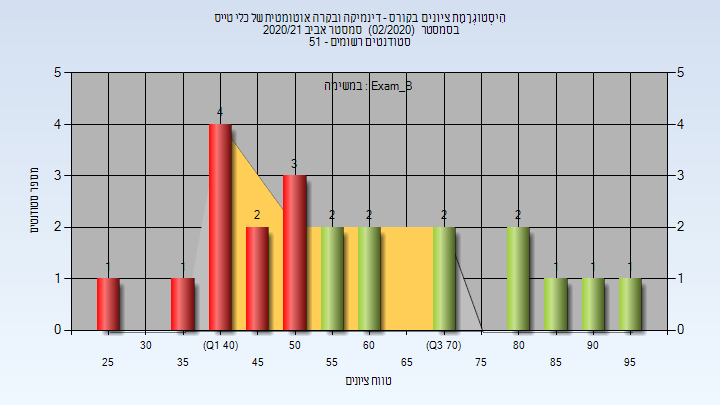 היסטוגרמת ציונים בקורס - דינמיקה ובקרה אוטומטית של כלי טייס
בסמסטר (02/2020) סמסטר אביב 2020/21
סטודנטים רשומים - 51
במשימה : Exam_B
מספר סטודנטים
5 5
4 4
3 3
2 2
1 1
0 0
1 1 4 2 3 2 2 2 2 1 1 1
30 (Q1 40) 50 60 (Q3 70) 80 90
25 35 45 55 65 75 85 95
טווח ציונים